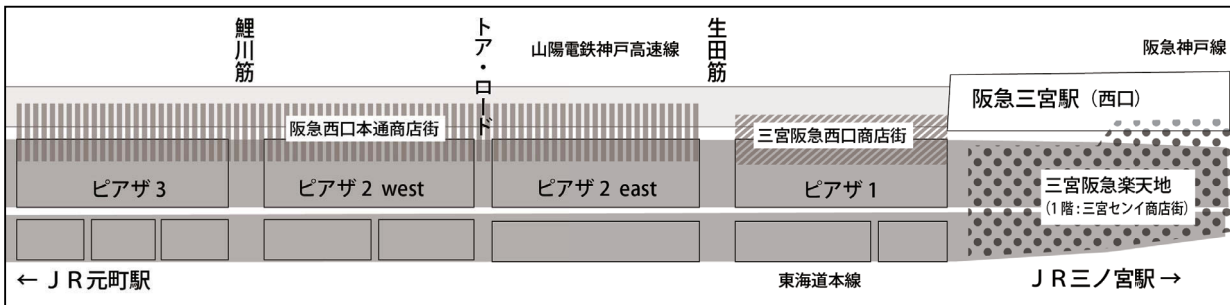 鯉川筋
トア・ロード
山陽電鉄神戸高速線
生田筋
阪急神戸線
阪急三宮駅（西口）
阪急西口本通商店街
三宮阪急西口商店街
ピアザ 3
ピアザ 2 west
ピアザ 2 east
ピアザ 1
三宮阪急楽天地
（1 階 : 三宮センイ商店街）
← ＪＲ元町駅
東海道本線
ＪＲ三ノ宮駅 →